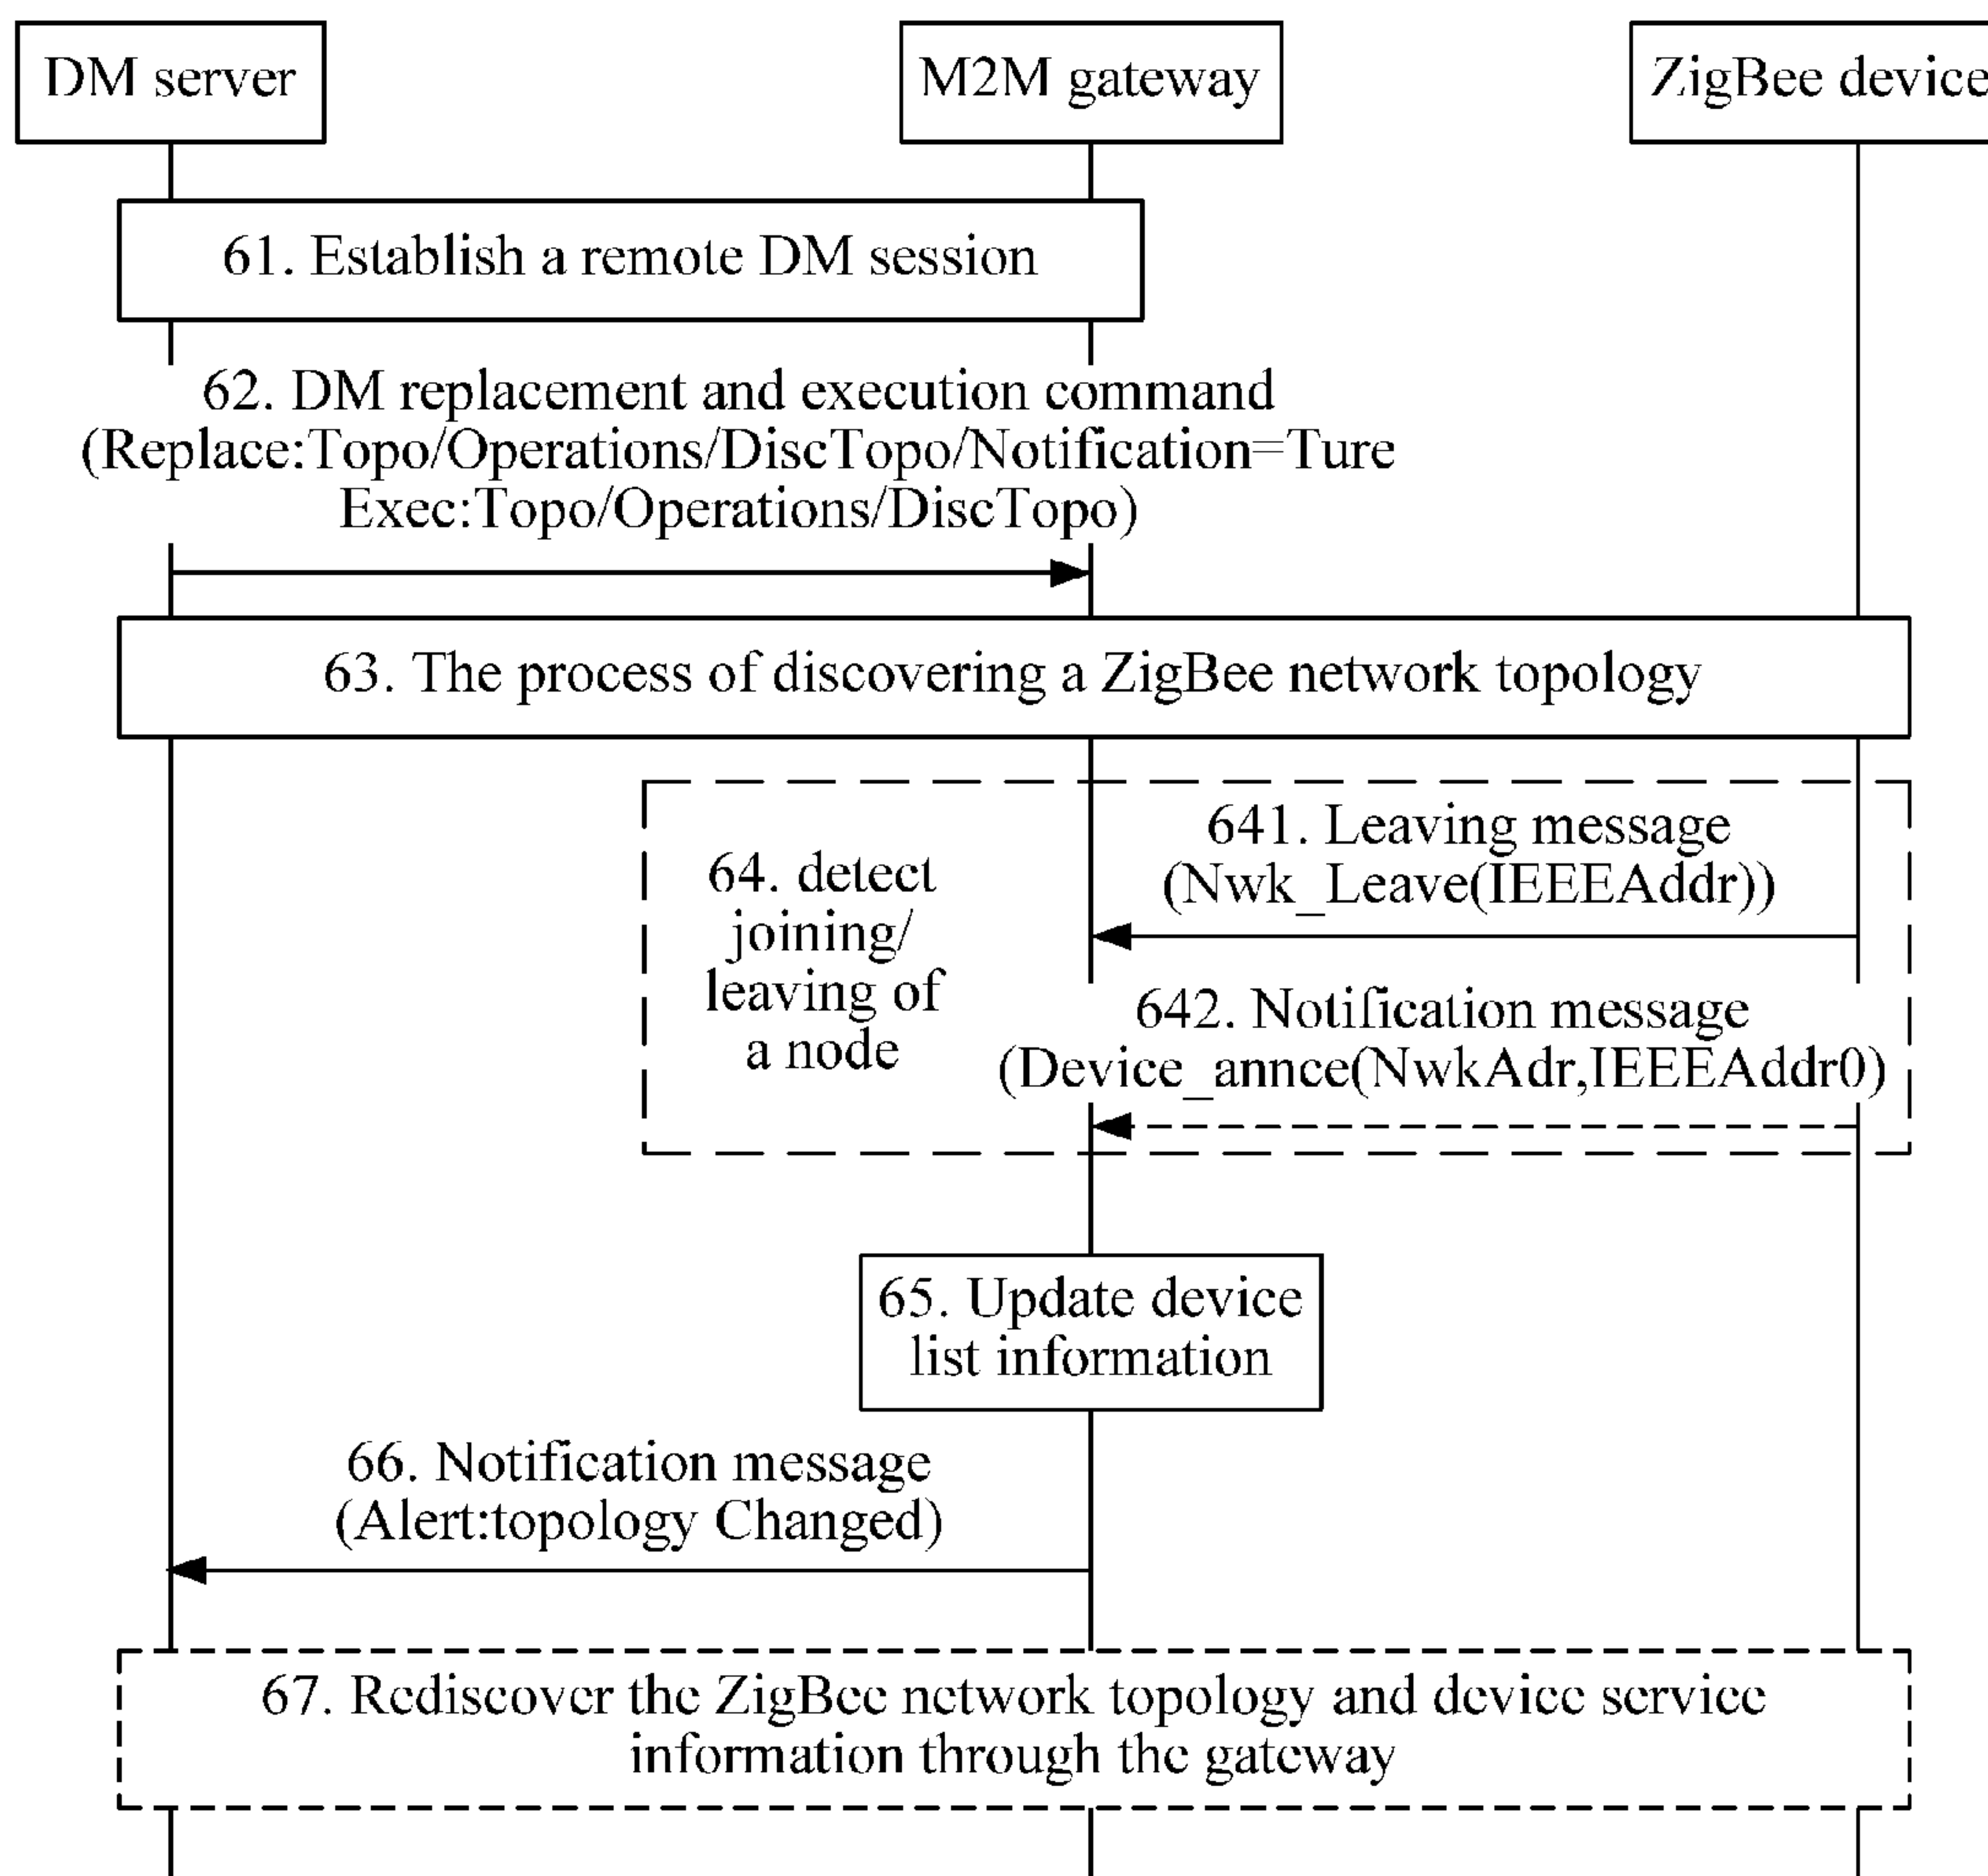 DM server
M2M gateway
ZigBee device
61. Establish a remote DM session
62. DM replacement and execution command
(Replace:Topo/Operations/DiscTopo/Notification=Ture
Exec:Topo/Operations/DiscTopo)
63. The process of discovering a ZigBee network topology
64. detect
joining/
leaving of
a node
641. Leaving message
(Nwk_Leave(IEEEAddr))
642. Notification message
(Device_annce(NwkAdr,IEEEAddr0)
65. Update device
list information
66. Notification message
(Alert:topology Changed)
67. Rediscover the ZigBee network topology and device service
information through the gateway